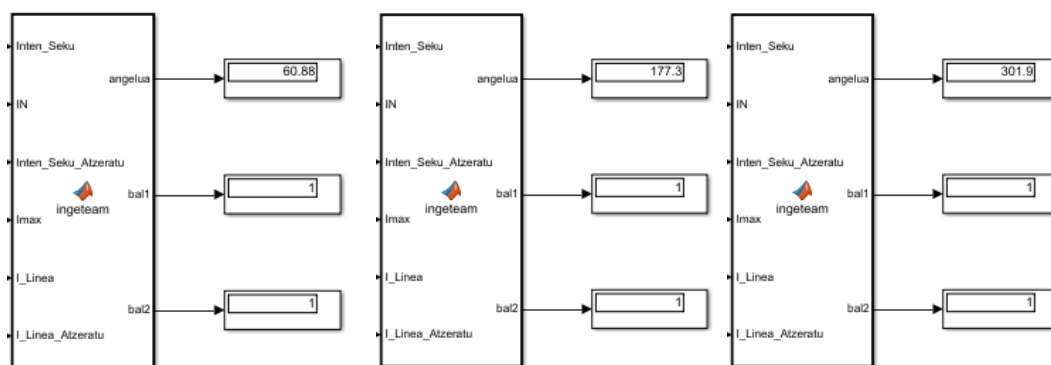 Inten_Seku
angelua
60.88
IN
Inten_Seku_Atzeratu
bal1
1
ingeteam
Imax
I_Linea
bal2
1
I_Linea_Atzeratu
Inten_Seku
angelua
177.3
IN
Inten_Seku_Atzeratu
bal1
1
ingeteam
Imax
I_Linea
bal2
1
I_Linea_Atzeratu
Inten_Seku
angelua
301.9
IN
Inten_Seku_Atzeratu
bal1
1
ingeteam
Imax
I_Linea
bal2
1
I_Linea_Atzeratu